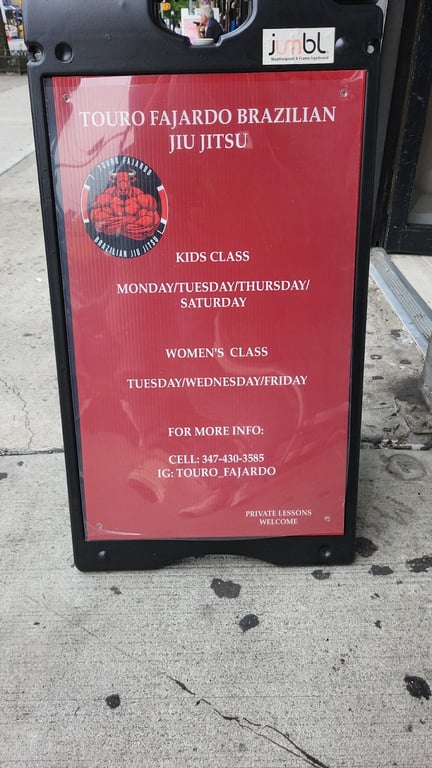 jumbl
Weatherproof A Frame Signboard
TOURO FAJARDO BRAZILIAN
JIU JITSU
TOURO FAJARDO
BRAZILIAN JIU JITSU
KIDS CLASS
MONDAY/TUESDAY/THURSDAY/
SATURDAY
WOMEN'S CLASS
TUESDAY/WEDNESDAY/FRIDAY
FOR MORE INFO:
CELL: 347-430-3585
IG: TOURO_FAJARDO
PRIVATE LESSONS
WELCOME